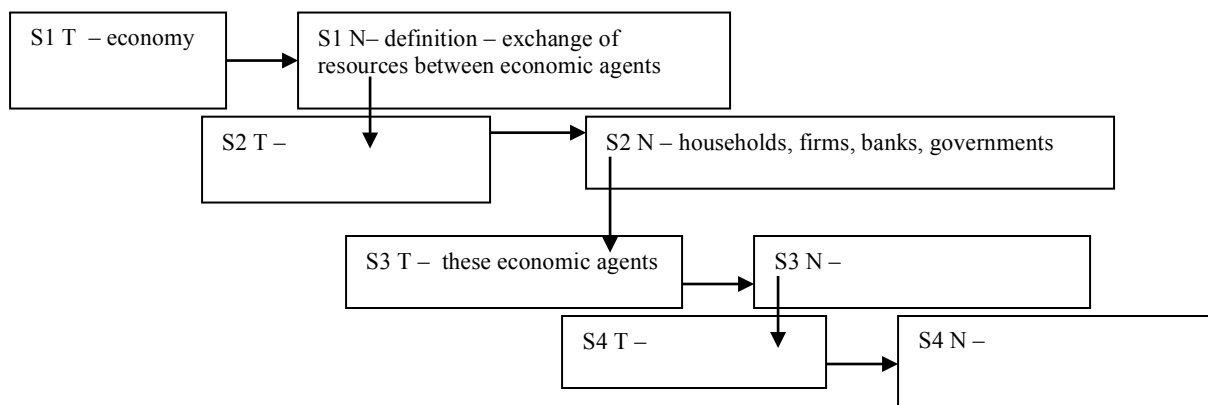 S1 T – economy
S1 N– definition – exchange of
resources between economic agents
S2 T –
S2 N – households, firms, banks, governments
S3 T – these economic agents
S3 N –
S4 T –
S4 N –